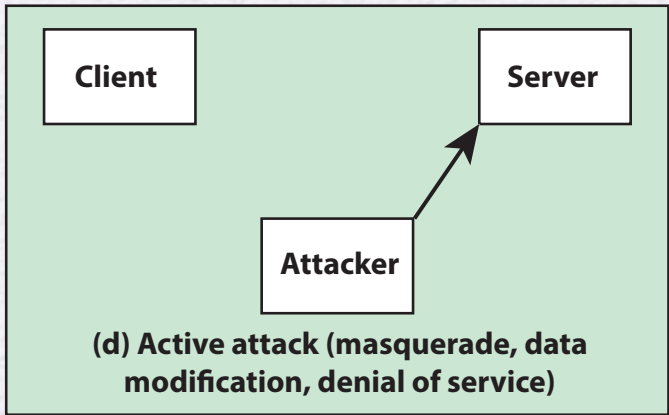 Client
Server
Attacker
(d) Active attack (masquerade, data
modification, denial of service)